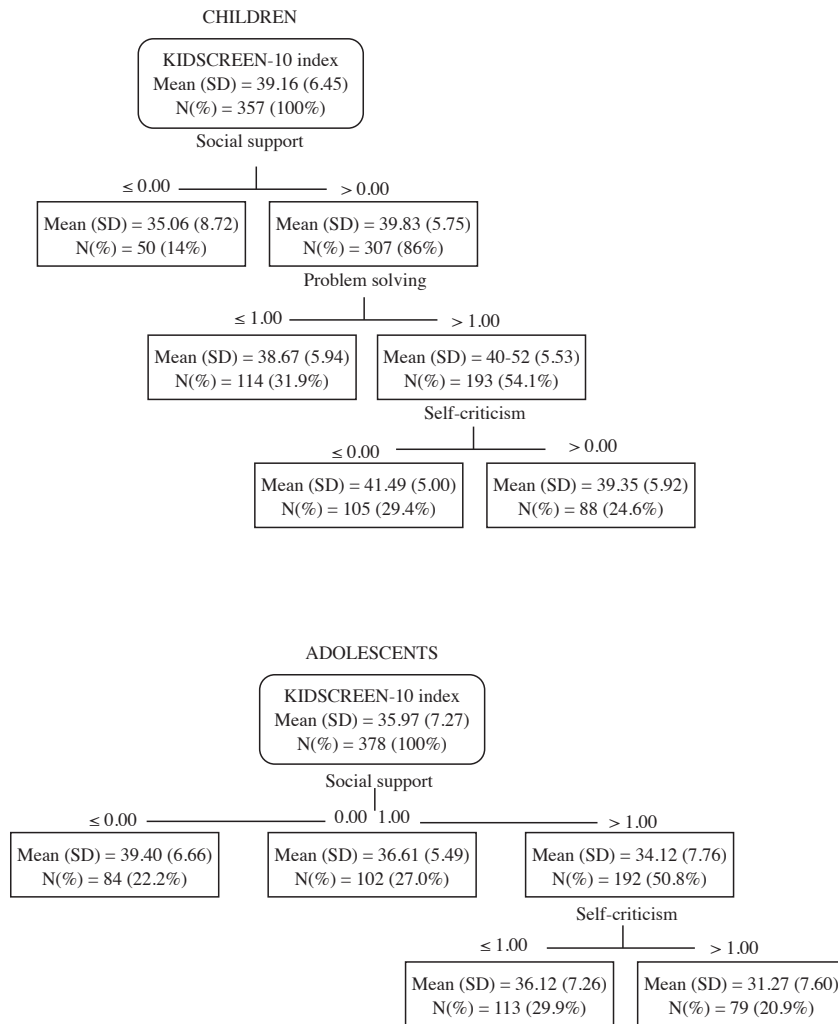 CHILDREN
KIDSCREEN-10 index
Mean (SD) = 39.16 (6.45)
N(%) = 357 (100%)
Social support
≤ 0.00
> 0.00
Mean (SD) = 35.06 (8.72)
N(%) = 50 (14%)
Mean (SD) = 39.83 (5.75)
N(%) = 307 (86%)
Problem solving
≤ 1.00
> 1.00
Mean (SD) = 38.67 (5.94)
N(%) = 114 (31.9%)
Mean (SD) = 40-52 (5.53)
N(%) = 193 (54.1%)
Self-criticism
≤ 0.00
> 0.00
Mean (SD) = 41.49 (5.00)
N(%) = 105 (29.4%)
Mean (SD) = 39.35 (5.92)
N(%) = 88 (24.6%)
ADOLESCENTS
KIDSCREEN-10 index
Mean (SD) = 35.97 (7.27)
N(%) = 378 (100%)
Social support
≤ 0.00
0.00 1.00
> 1.00
Mean (SD) = 39.40 (6.66)
N(%) = 84 (22.2%)
Mean (SD) = 36.61 (5.49)
N(%) = 102 (27.0%)
Mean (SD) = 34.12 (7.76)
N(%) = 192 (50.8%)
Self-criticism
≤ 1.00
> 1.00
Mean (SD) = 36.12 (7.26)
N(%) = 113 (29.9%)
Mean (SD) = 31.27 (7.60)
N(%) = 79 (20.9%)